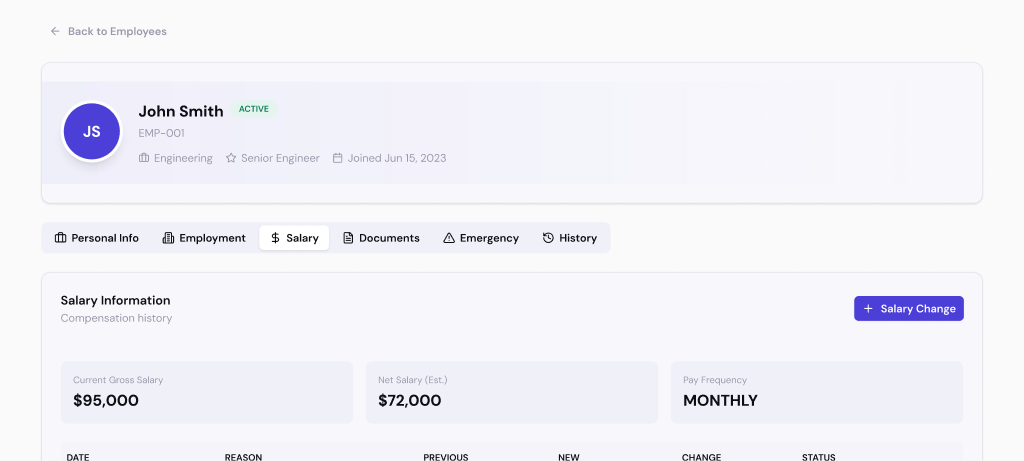 Back to Employees
John Smith ACTIVE
JS
EMP-001
Engineering Senior Engineer Joined Jun 15, 2023
Personal Info Employment Salary Documents Emergency History
Salary Information
Compensation history
Salary Change
Current Gross Salary
$95,000
Net Salary (Est.)
$72,000
Pay Frequency
MONTHLY
DATE REASON PREVIOUS NEW CHANGE STATUS